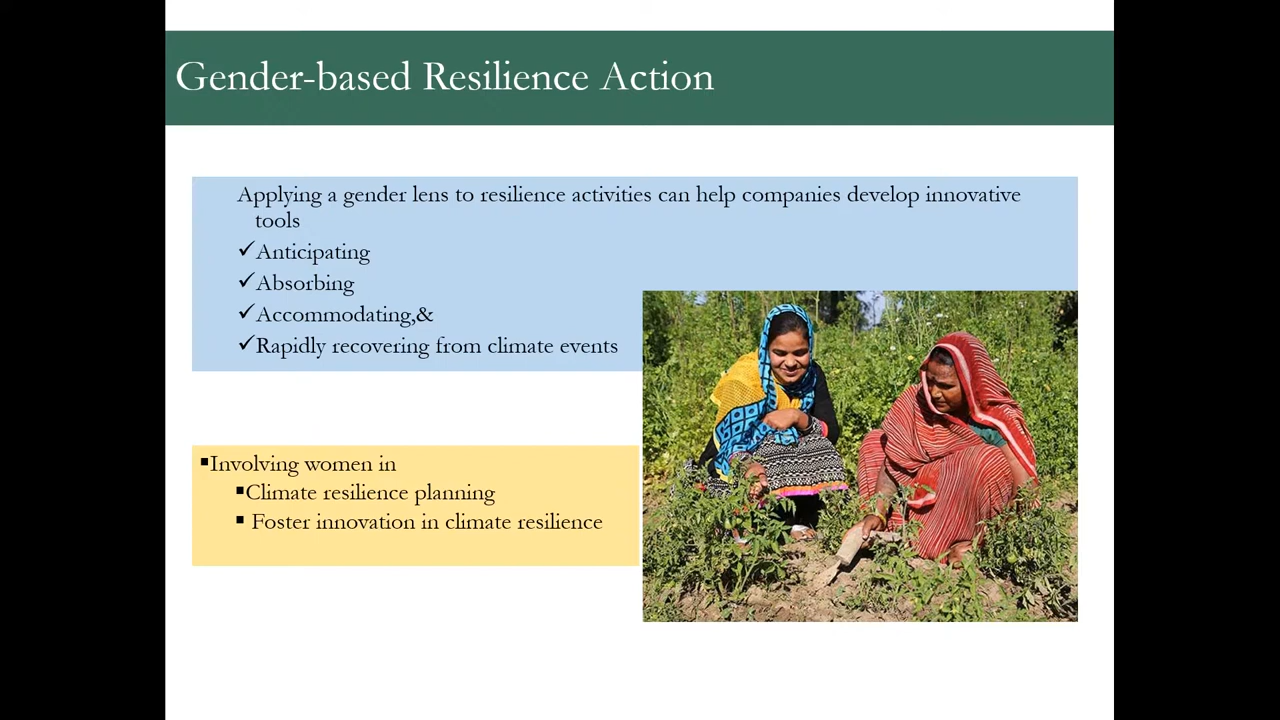 Gender-based Resilience Action
Applying a gender lens to resilience activities can help companies develop innovative
tools
✓Anticipating
✓Absorbing
✓Accommodating,&
✓Rapidly recovering from climate events
▪Involving women in
▪Climate resilience planning
▪ Foster innovation in climate resilience